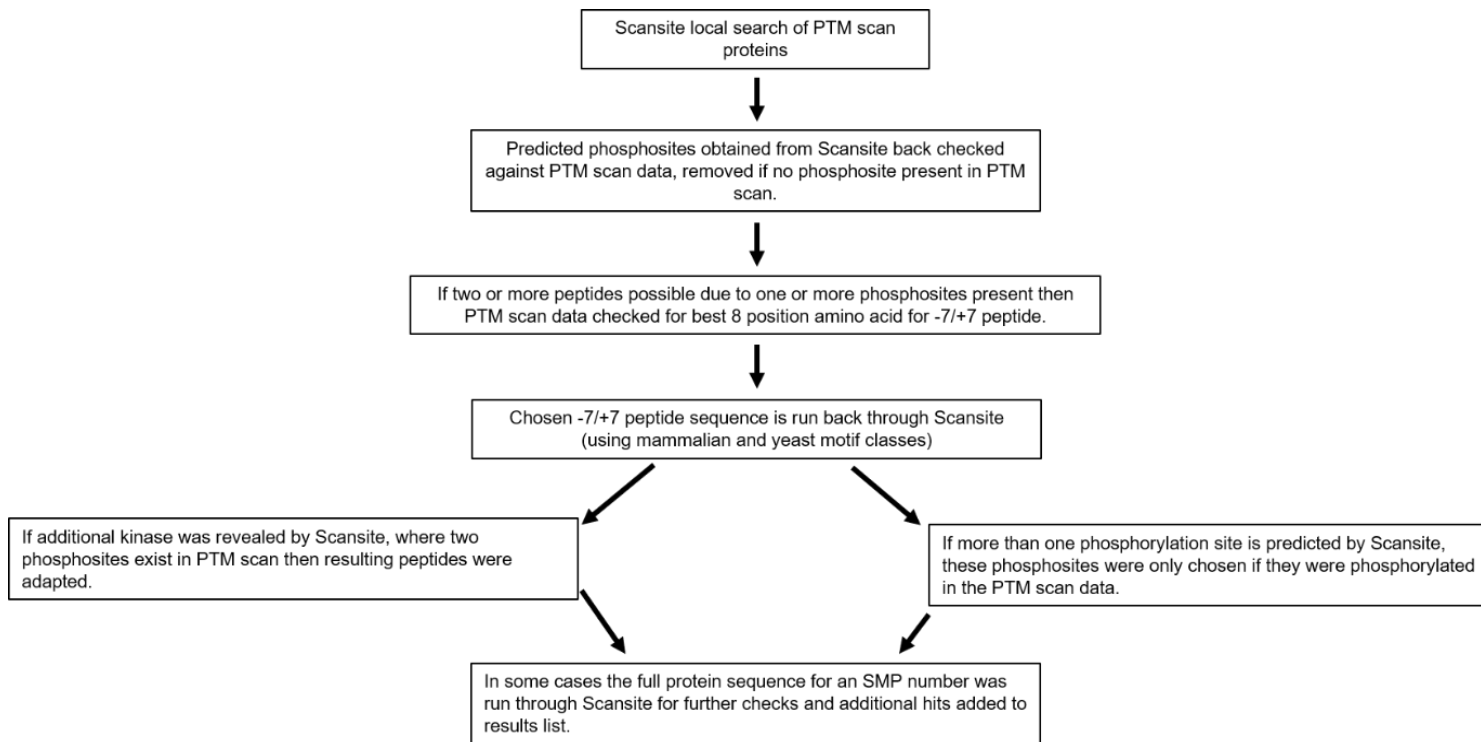 Scansite local search of PTM scan
proteins
Predicted phosphosites obtained from Scansite back checked
against PTM scan data, removed if no phosphosite present in PTM
scan.
If two or more peptides possible due to one or more phosphosites present then
PTM scan data checked for best 8 position amino acid for -7/+7 peptide.
Chosen -7/+7 peptide sequence is run back through Scansite
(using mammalian and yeast motif classes)
If additional kinase was revealed by Scansite, where two
phosphosites exist in PTM scan then resulting peptides were
adapted.
If more than one phosphorylation site is predicted by Scansite,
these phosphosites were only chosen if they were phosphorylated
in the PTM scan data.
In some cases the full protein sequence for an SMP number was
run through Scansite for further checks and additional hits added to
results list.